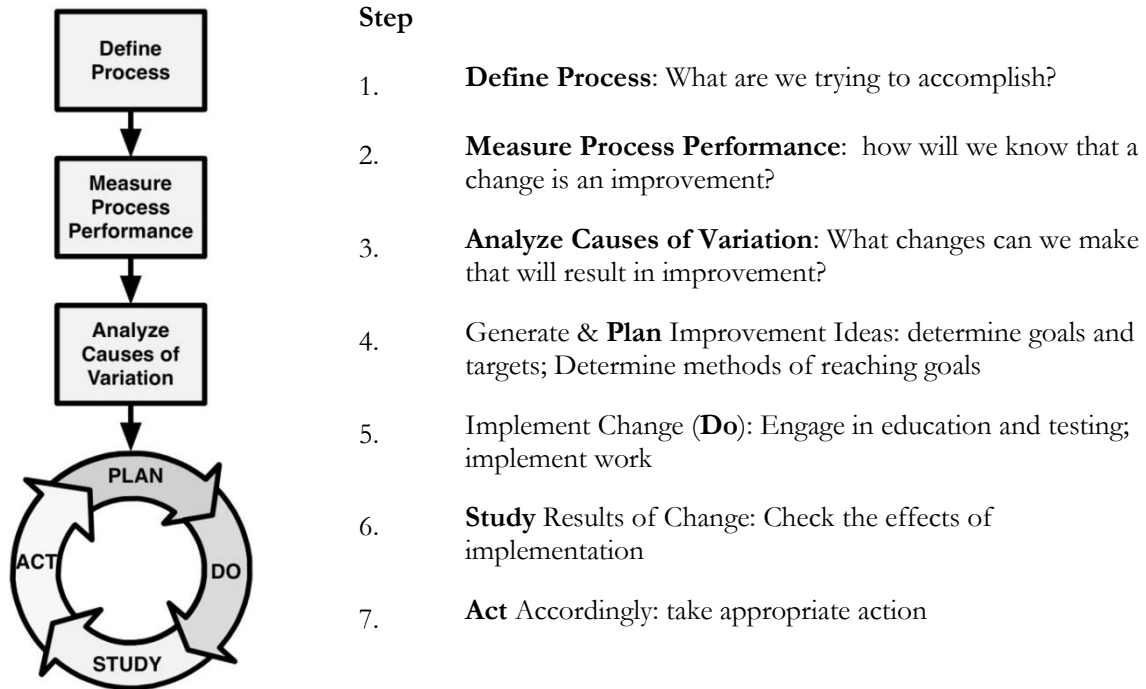 Define
Process
Measure
Process
Performance
Analyze
Causes of
Variation
PLAN
DO
STUDY
ACT
Step
1. Define Process: What are we trying to accomplish?
2. Measure Process Performance:  how will we know that a
change is an improvement?
3. Analyze Causes of Variation: What changes can we make
that will result in improvement?
4. Generate & Plan Improvement Ideas: determine goals and
targets; Determine methods of reaching goals
5. Implement Change (Do): Engage in education and testing;
implement work
6. Study Results of Change: Check the effects of
implementation
7. Act Accordingly: take appropriate action